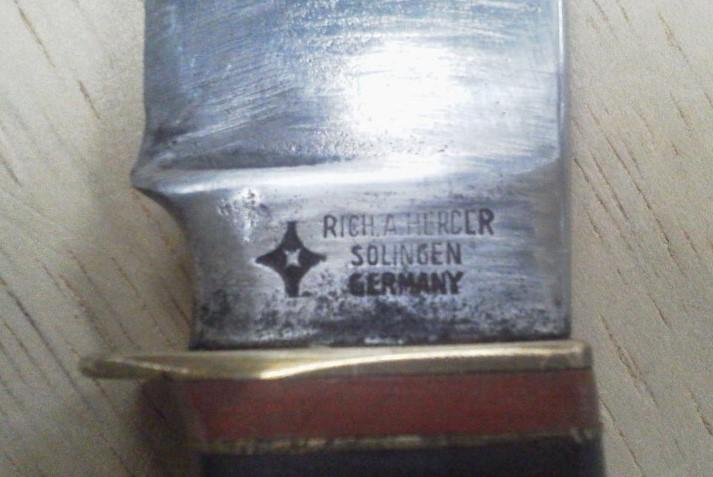 RICH. A HERDER
SOLINGEN
GERMANY